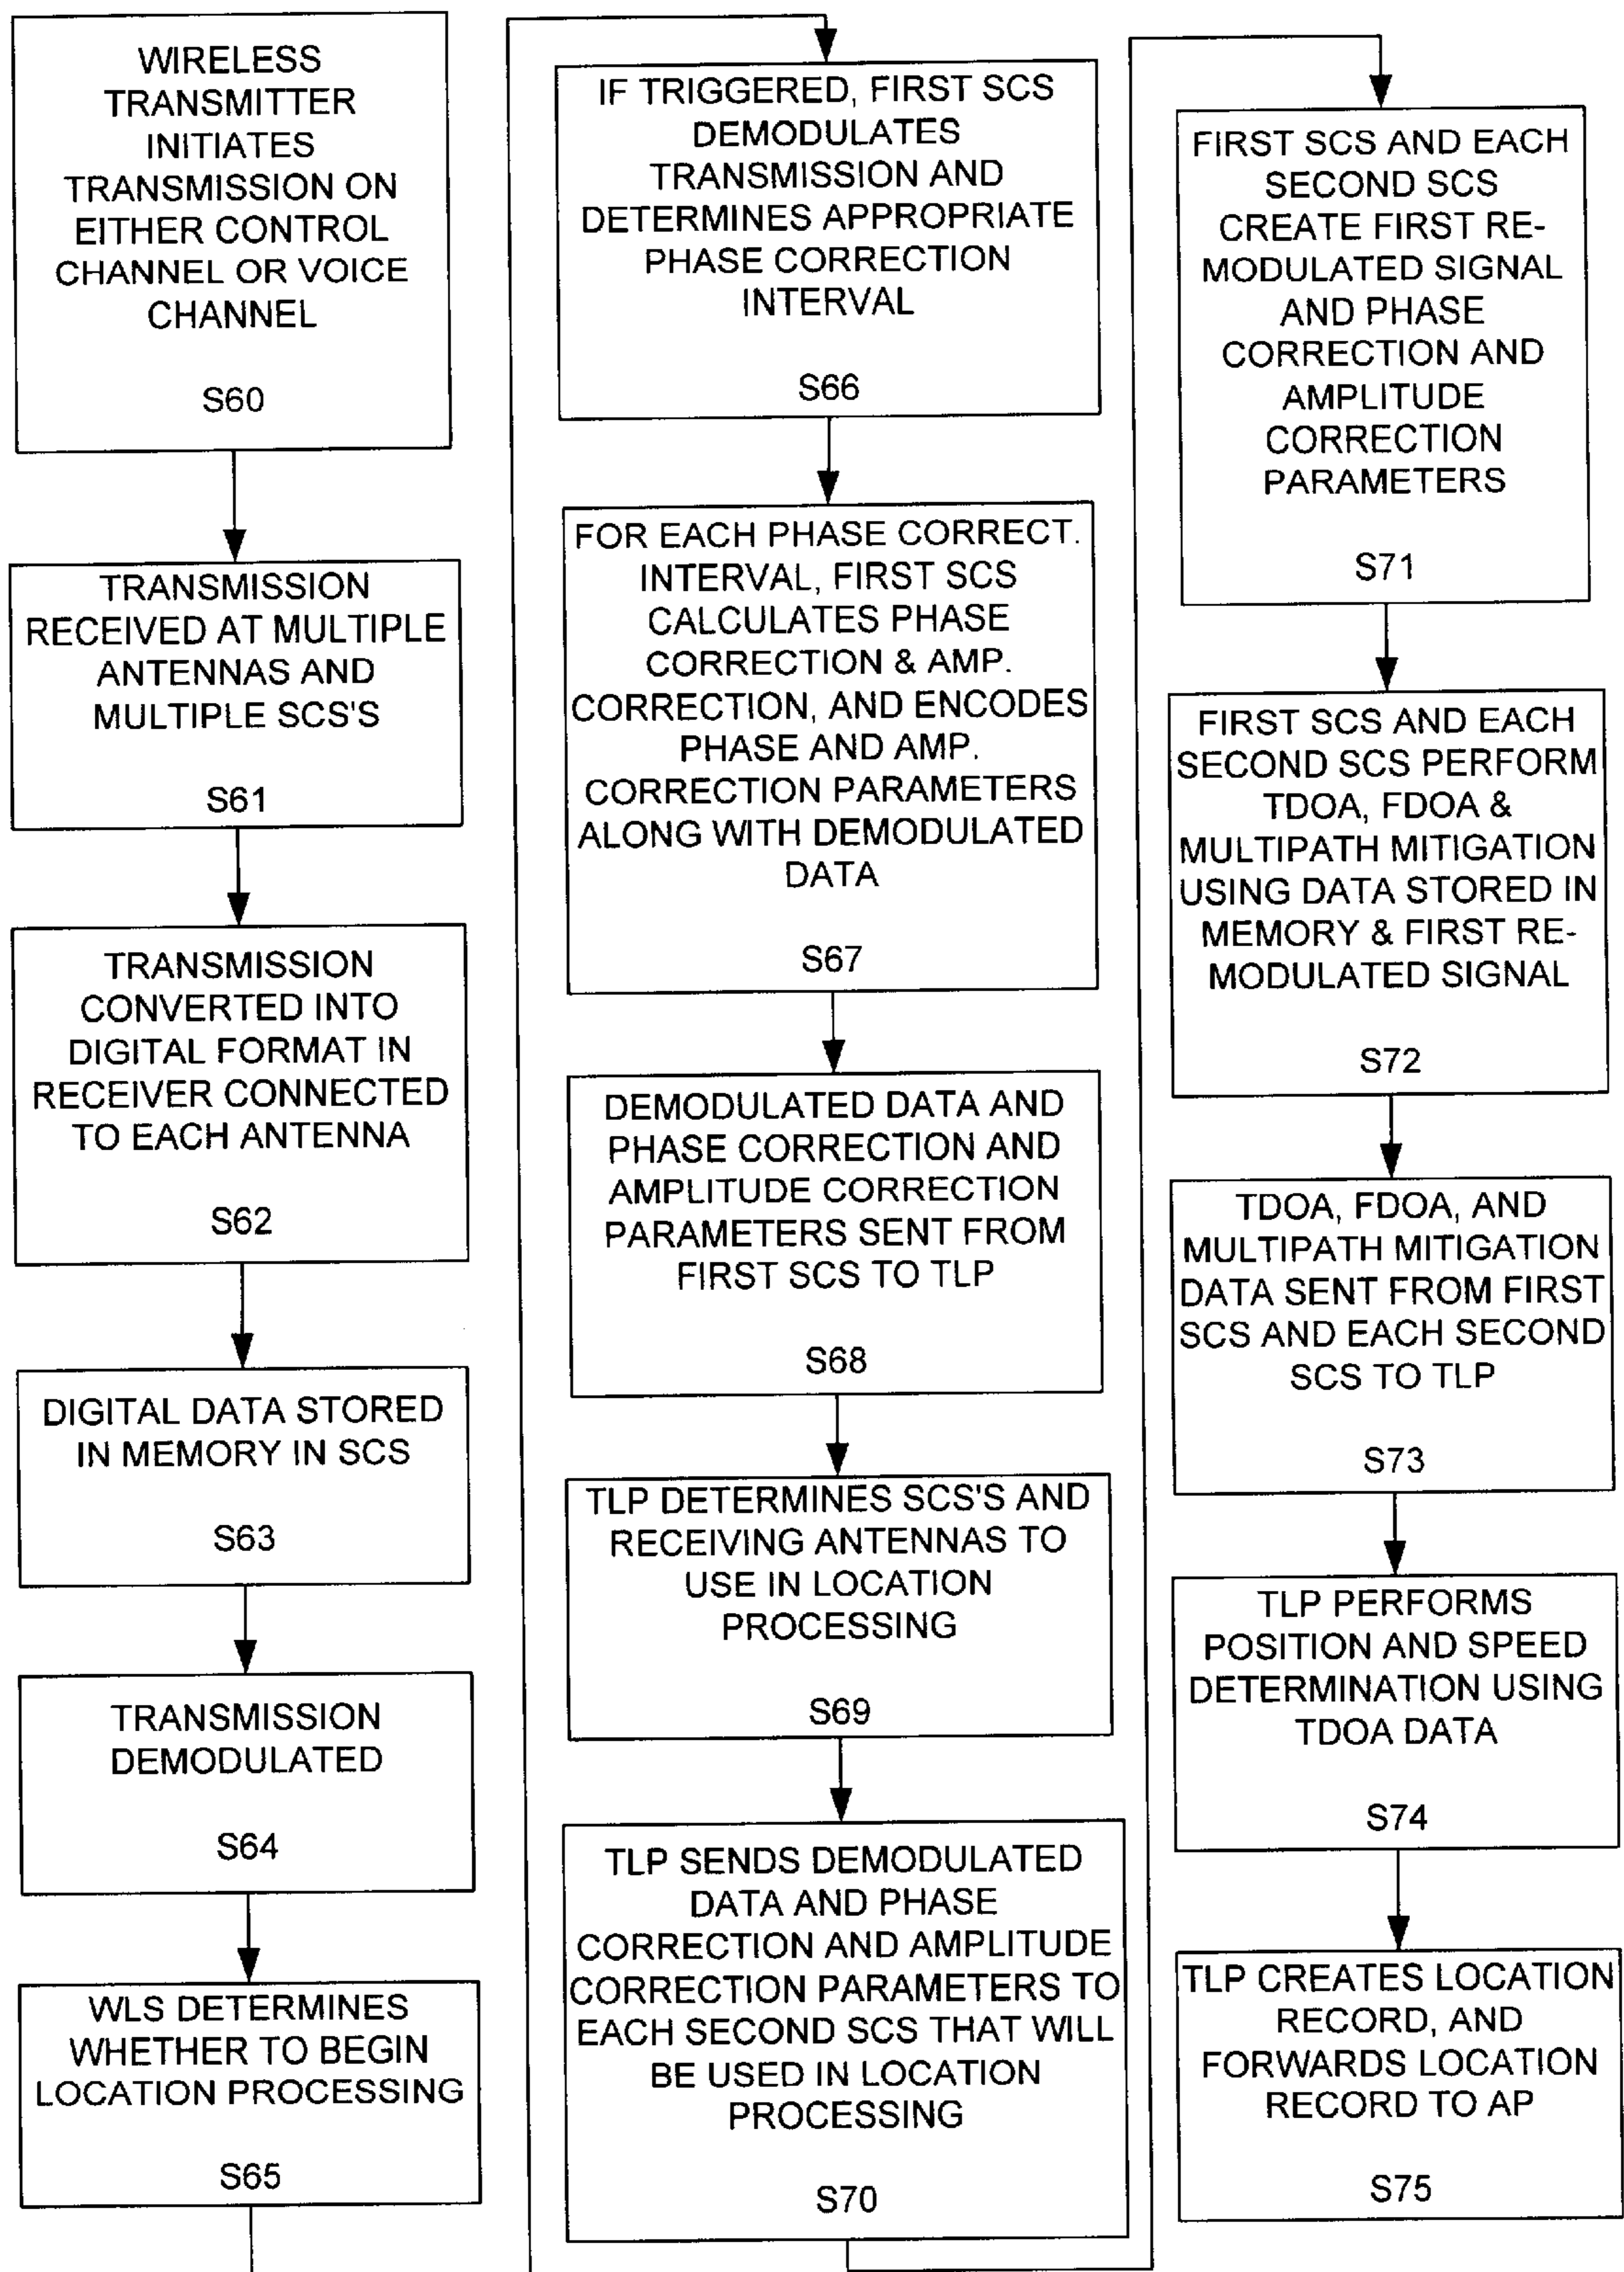 WIRELESS
TRANSMITTER
INITIATES
TRANSMISSION ON
EITHER CONTROL
CHANNEL OR VOICE
CHANNEL
S60
TRANSMISSION
RECEIVED AT MULTIPLE
ANTENNAS AND
MULTIPLE SCS'S
S61
TRANSMISSION
CONVERTED INTO
DIGITAL FORMAT IN
RECEIVER CONNECTED
TO EACH ANTENNA
S62
DIGITAL DATA STORED
IN MEMORY IN SCS
S63
TRANSMISSION
DEMODULATED
S64
WLS DETERMINES
WHETHER TO BEGIN
LOCATION PROCESSING
S65
IF TRIGGERED, FIRST SCS
DEMODULATES
TRANSMISSION AND
DETERMINES APPROPRIATE
PHASE CORRECTION
INTERVAL
S66
FOR EACH PHASE CORRECT.
INTERVAL, FIRST SCS
CALCULATES PHASE
CORRECTION & AMP.
CORRECTION, AND ENCODES
PHASE AND AMP.
CORRECTION PARAMETERS
ALONG WITH DEMODULATED
DATA
S67
DEMODULATED DATA AND
PHASE CORRECTION AND
AMPLITUDE CORRECTION
PARAMETERS SENT FROM
FIRST SCS TO TLP
S68
TLP DETERMINES SCS'S AND
RECEIVING ANTENNAS TO
USE IN LOCATION
PROCESSING
S69
TLP SENDS DEMODULATED
DATA AND PHASE
CORRECTION AND AMPLITUDE
CORRECTION PARAMETERS TO
EACH SECOND SCS THAT WILL
BE USED IN LOCATION
PROCESSING
S70
FIRST SCS AND EACH
SECOND SCS
CREATE FIRST RE-
MODULATED SIGNAL
AND PHASE
CORRECTION AND
AMPLITUDE
CORRECTION
PARAMETERS
S71
FIRST SCS AND EACH
SECOND SCS PERFORM
TDOA, FDOA &
MULTIPATH MITIGATION
USING DATA STORED IN
MEMORY & FIRST RE-
MODULATED SIGNAL
S72
TDOA, FDOA, AND
MULTIPATH MITIGATION
DATA SENT FROM FIRST
SCS AND EACH SECOND
SCS TO TLP
S73
TLP PERFORMS
POSITION AND SPEED
DETERMINATION USING
TDOA DATA
S74
TLP CREATES LOCATION
RECORD, AND
FORWARDS LOCATION
RECORD TO AP
S75